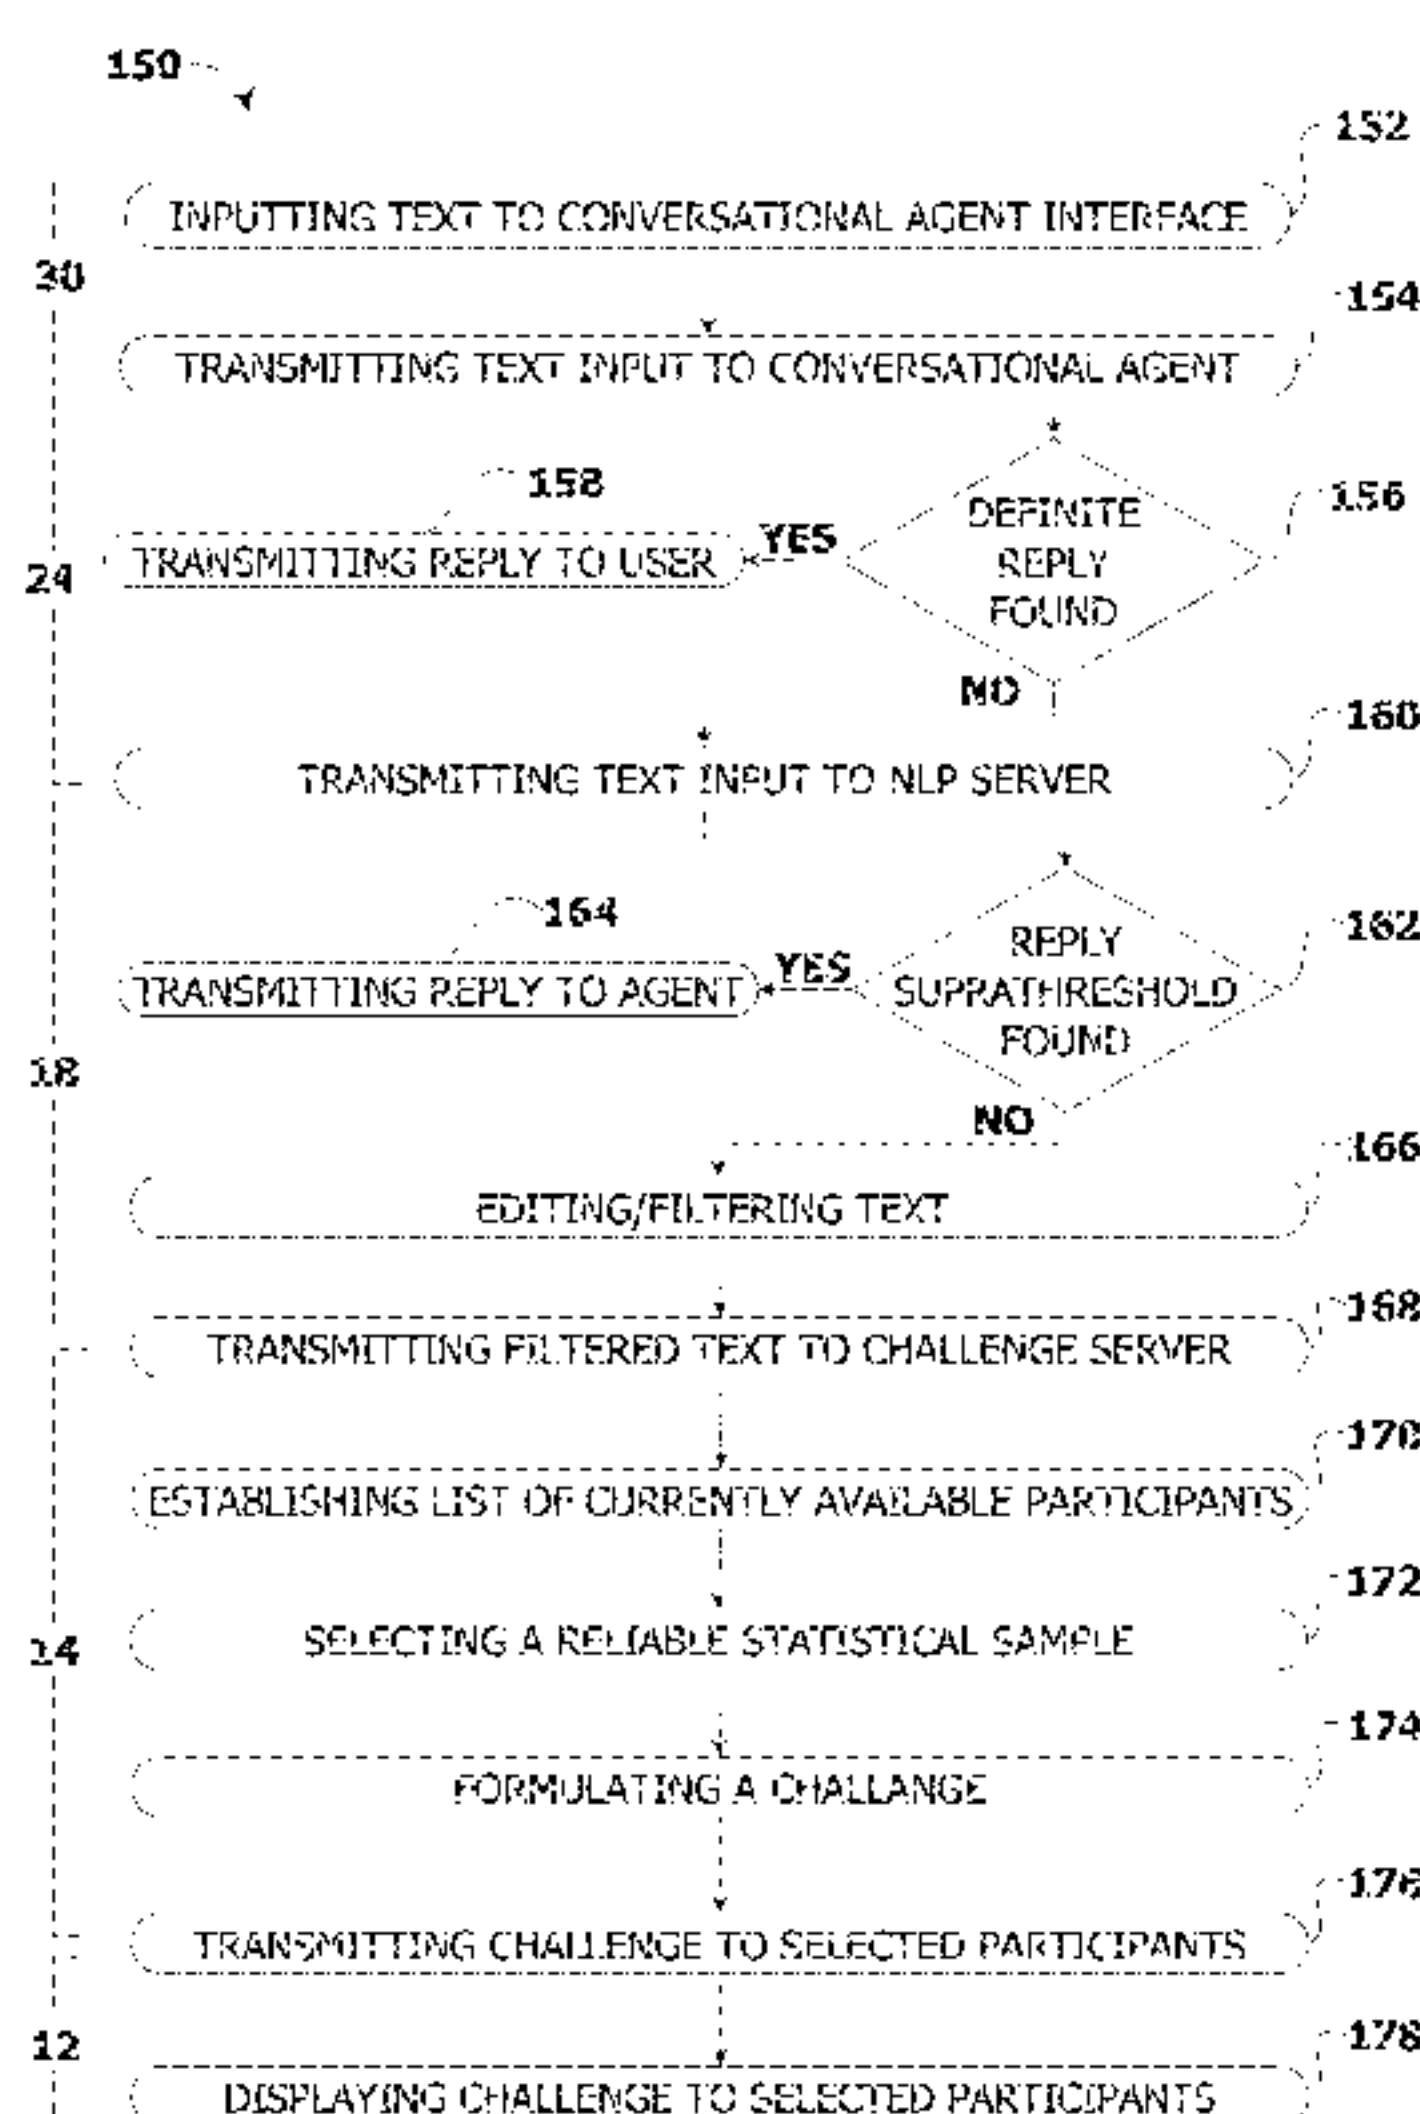 150
152
INPUTTING TEXT TO CONVERSATIONAL AGENT INTERFACE
30
154
TRANSMITTING TEXT INPUT TO CONVERSATIONAL AGENT
158
156
DEFINITE
REPLY
FOUND
YES
TRANSMITTING REPLY TO USER
24
NO
160
TRANSMITTING TEXT INPUT TO NLP SERVER
164
162
REPLY
SUPRATHRESHOLD
FOUND
YES
TRANSMITTING REPLY TO AGENT
18
NO
166
EDITING/FILTERING TEXT
168
TRANSMITTING FILTERED TEXT TO CHALLENGE SERVER
170
ESTABLISHING LIST OF CURRENTLY AVAILABLE PARTICIPANTS
172
SELECTING A RELIABLE STATISTICAL SAMPLE
14
174
FORMULATING A CHALLANGE
176
TRANSMITTING CHALLENGE TO SELECTED PARTICIPANTS
12
178
DISPLAYING CHALLENGE TO SELECTED PARTICIPANTS